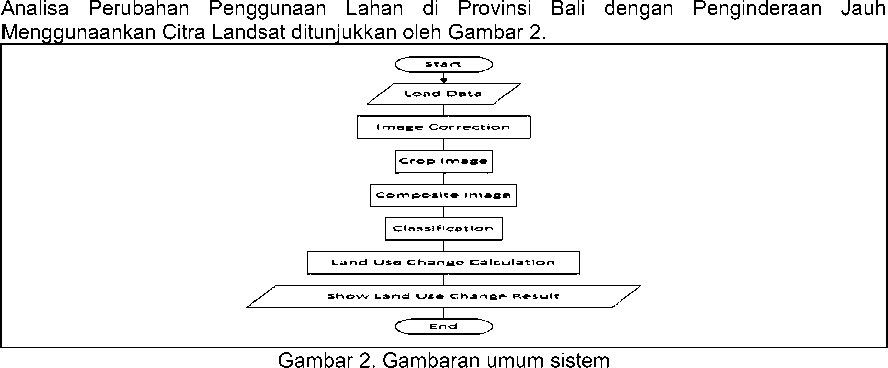 Analisa Perubahan Penggunaan Lahan di Provinsi Bali dengan Penginderaan Jauh
Menggunaankan Citra Landsat ditunjukkan oleh Gambar 2.
Start
Load Data
Image Correction
Crop Image
Composite Image
Classification
Land Use Change Calculation
Show Land Use Change Result
End
Gambar 2. Gambaran umum sistem